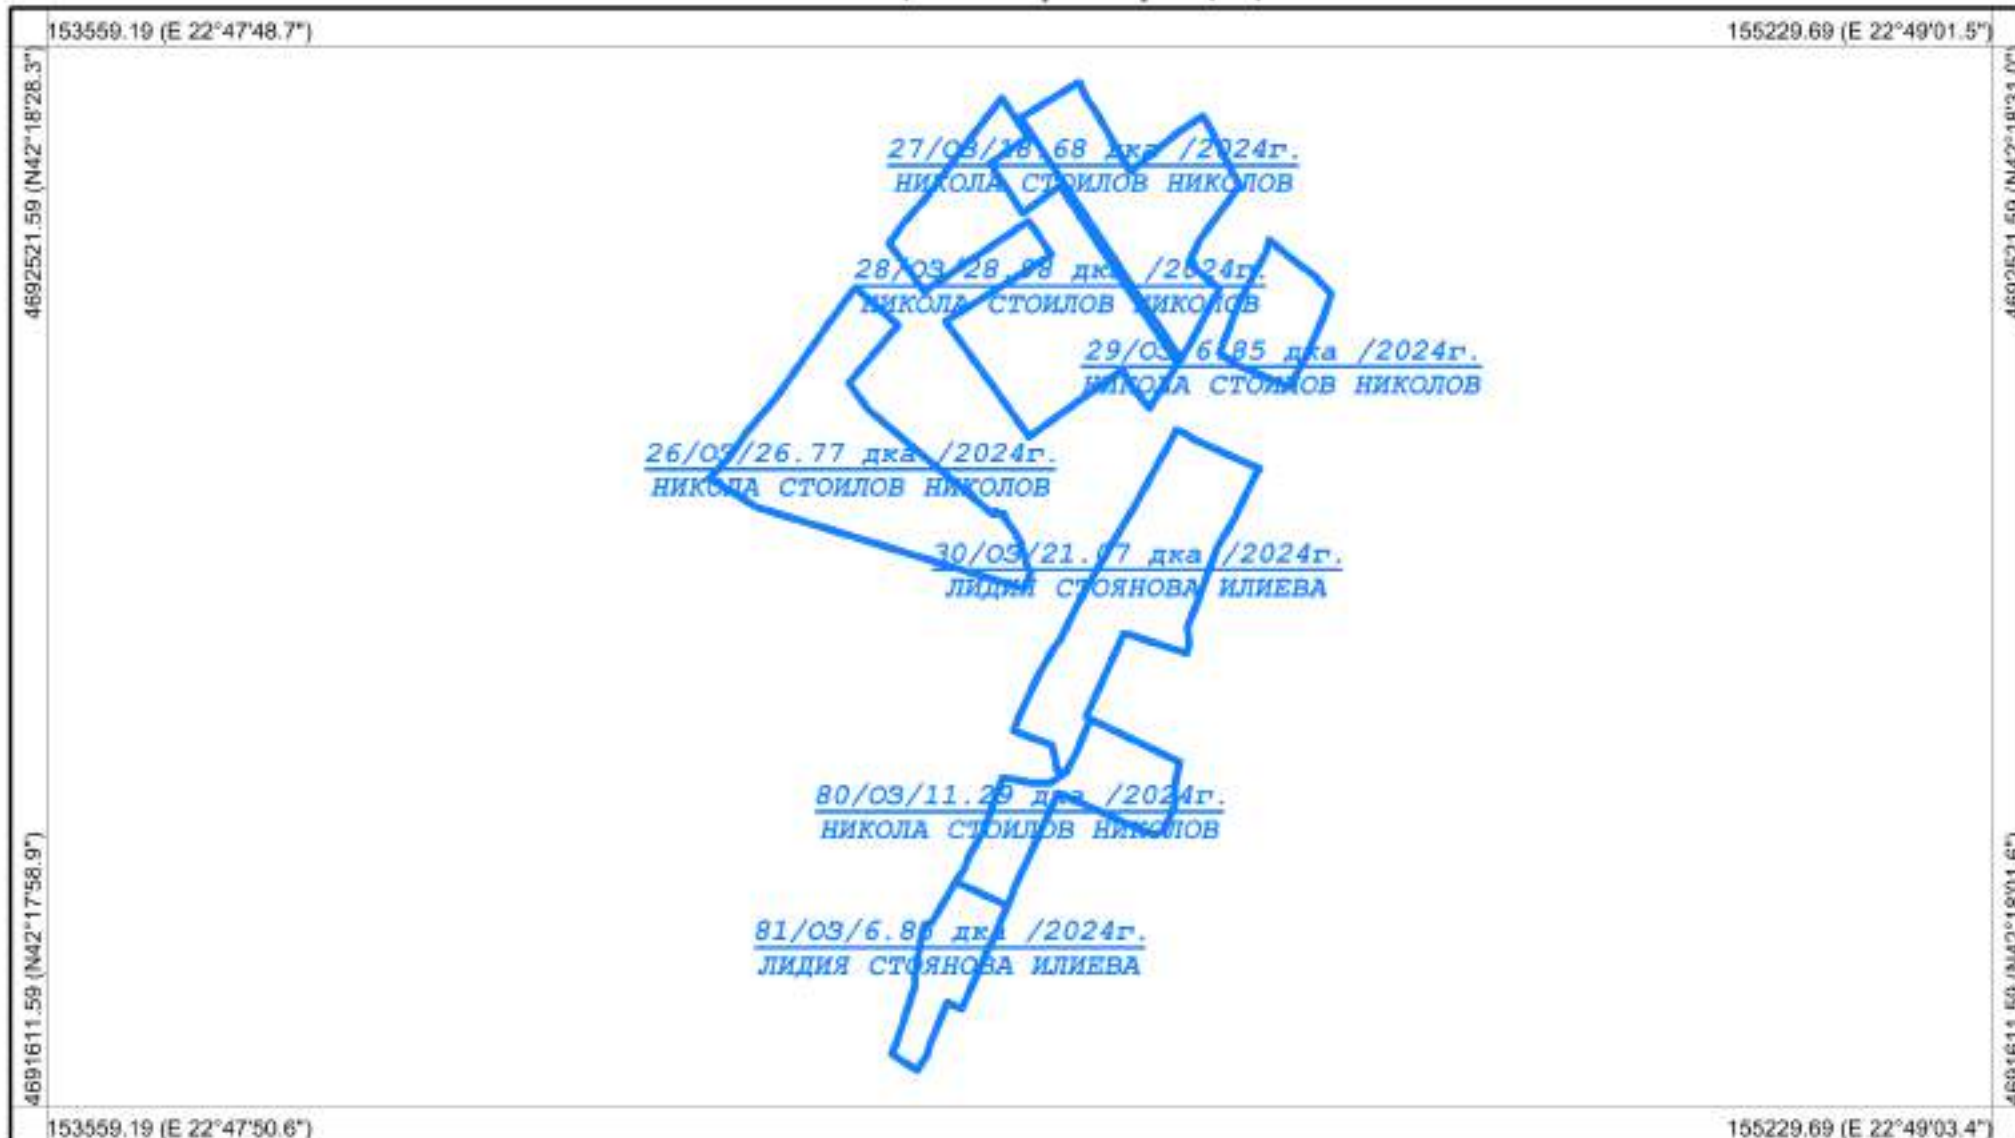 153559.19 (E 22°47'48.7")
155229.69 (E 22°49'01.5")
4692521.59 (N42°18'28.3")
27/ОЗ/18.68 дка /2024г.
НИКОЛА СТОИЛОВ НИКОЛОВ
28/ОЗ/28.98 дка /2024г.
НИКОЛА СТОИЛОВ НИКОЛОВ
29/ОЗ/6.85 дка /2024г.
НИКОЛА СТОИЛОВ НИКОЛОВ
26/ОЗ/26.77 дка /2024г.
НИКОЛА СТОИЛОВ НИКОЛОВ
30/ОЗ/21.07 дка /2024г.
ЛИДИЯ СТОЯНОВА ИЛИЕВА
80/ОЗ/11.29 дка /2024г.
НИКОЛА СТОИЛОВ НИКОЛОВ
81/ОЗ/6.88 дка /2024г.
ЛИДИЯ СТОЯНОВА ИЛИЕВА
4691611.59 (N42°17'58.9")
153559.19 (E 22°47'50.6")
155229.69 (E 22°49'03.4")